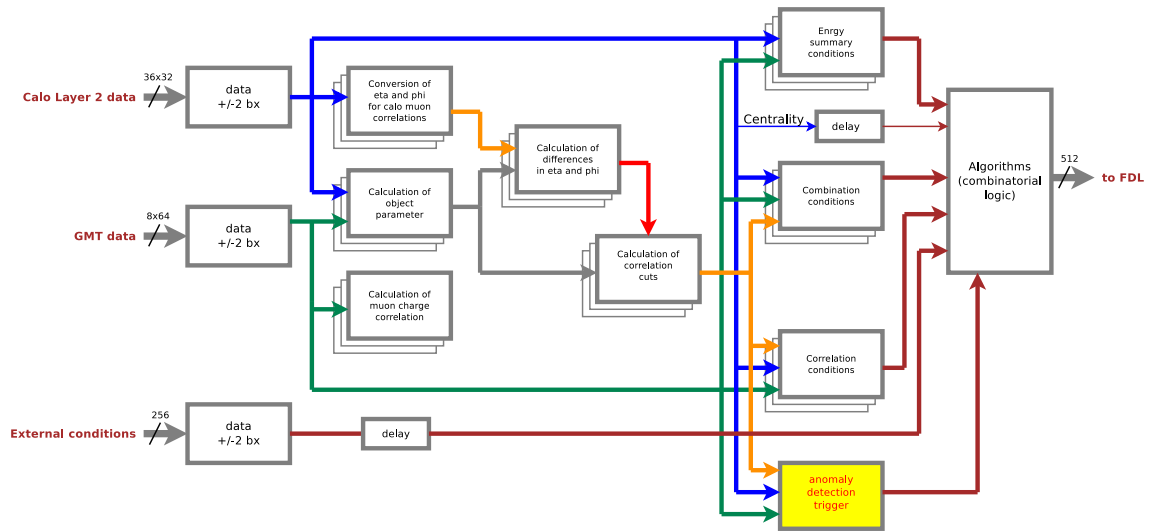 Enrgy
summary
conditions
36x32
Calo Layer 2 data
data
+/-2 bx
Conversion of
eta and phi
for calo muon
correlations
Centrality
delay
Calculation of
differences
in eta and phi
Algorithms
(combinatorial
logic)
512
to FDL
Calculation of
object
parameter
Combination
conditions
8x64
GMT data
data
+/-2 bx
Calculation of
correlation
cuts
Calculation of
muon charge
correlation
Correlation
conditions
256
External conditions
data
+/-2 bx
delay
anomaly
detection
trigger